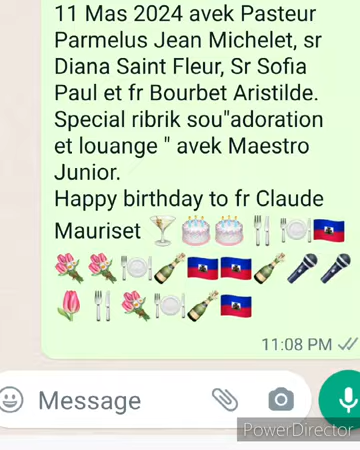 11 Mas 2024 avek Pasteur
Parmelus Jean Michelet, sr
Diana Saint Fleur, Sr Sofia
Paul et fr Bourbet Aristilde.
Special ribrik sou"adoration
et louange " avek Maestro
Junior.
Happy birthday to fr Claude
Mauriset 🍸🎂🎂🍴🍽️🇭🇹
💐💐🍽️🍾🇭🇹🇭🇹🍾🎤🎤
🌷🍴💐🍽️🍾🇭🇹
11:08 PM
Message
PowerDirector